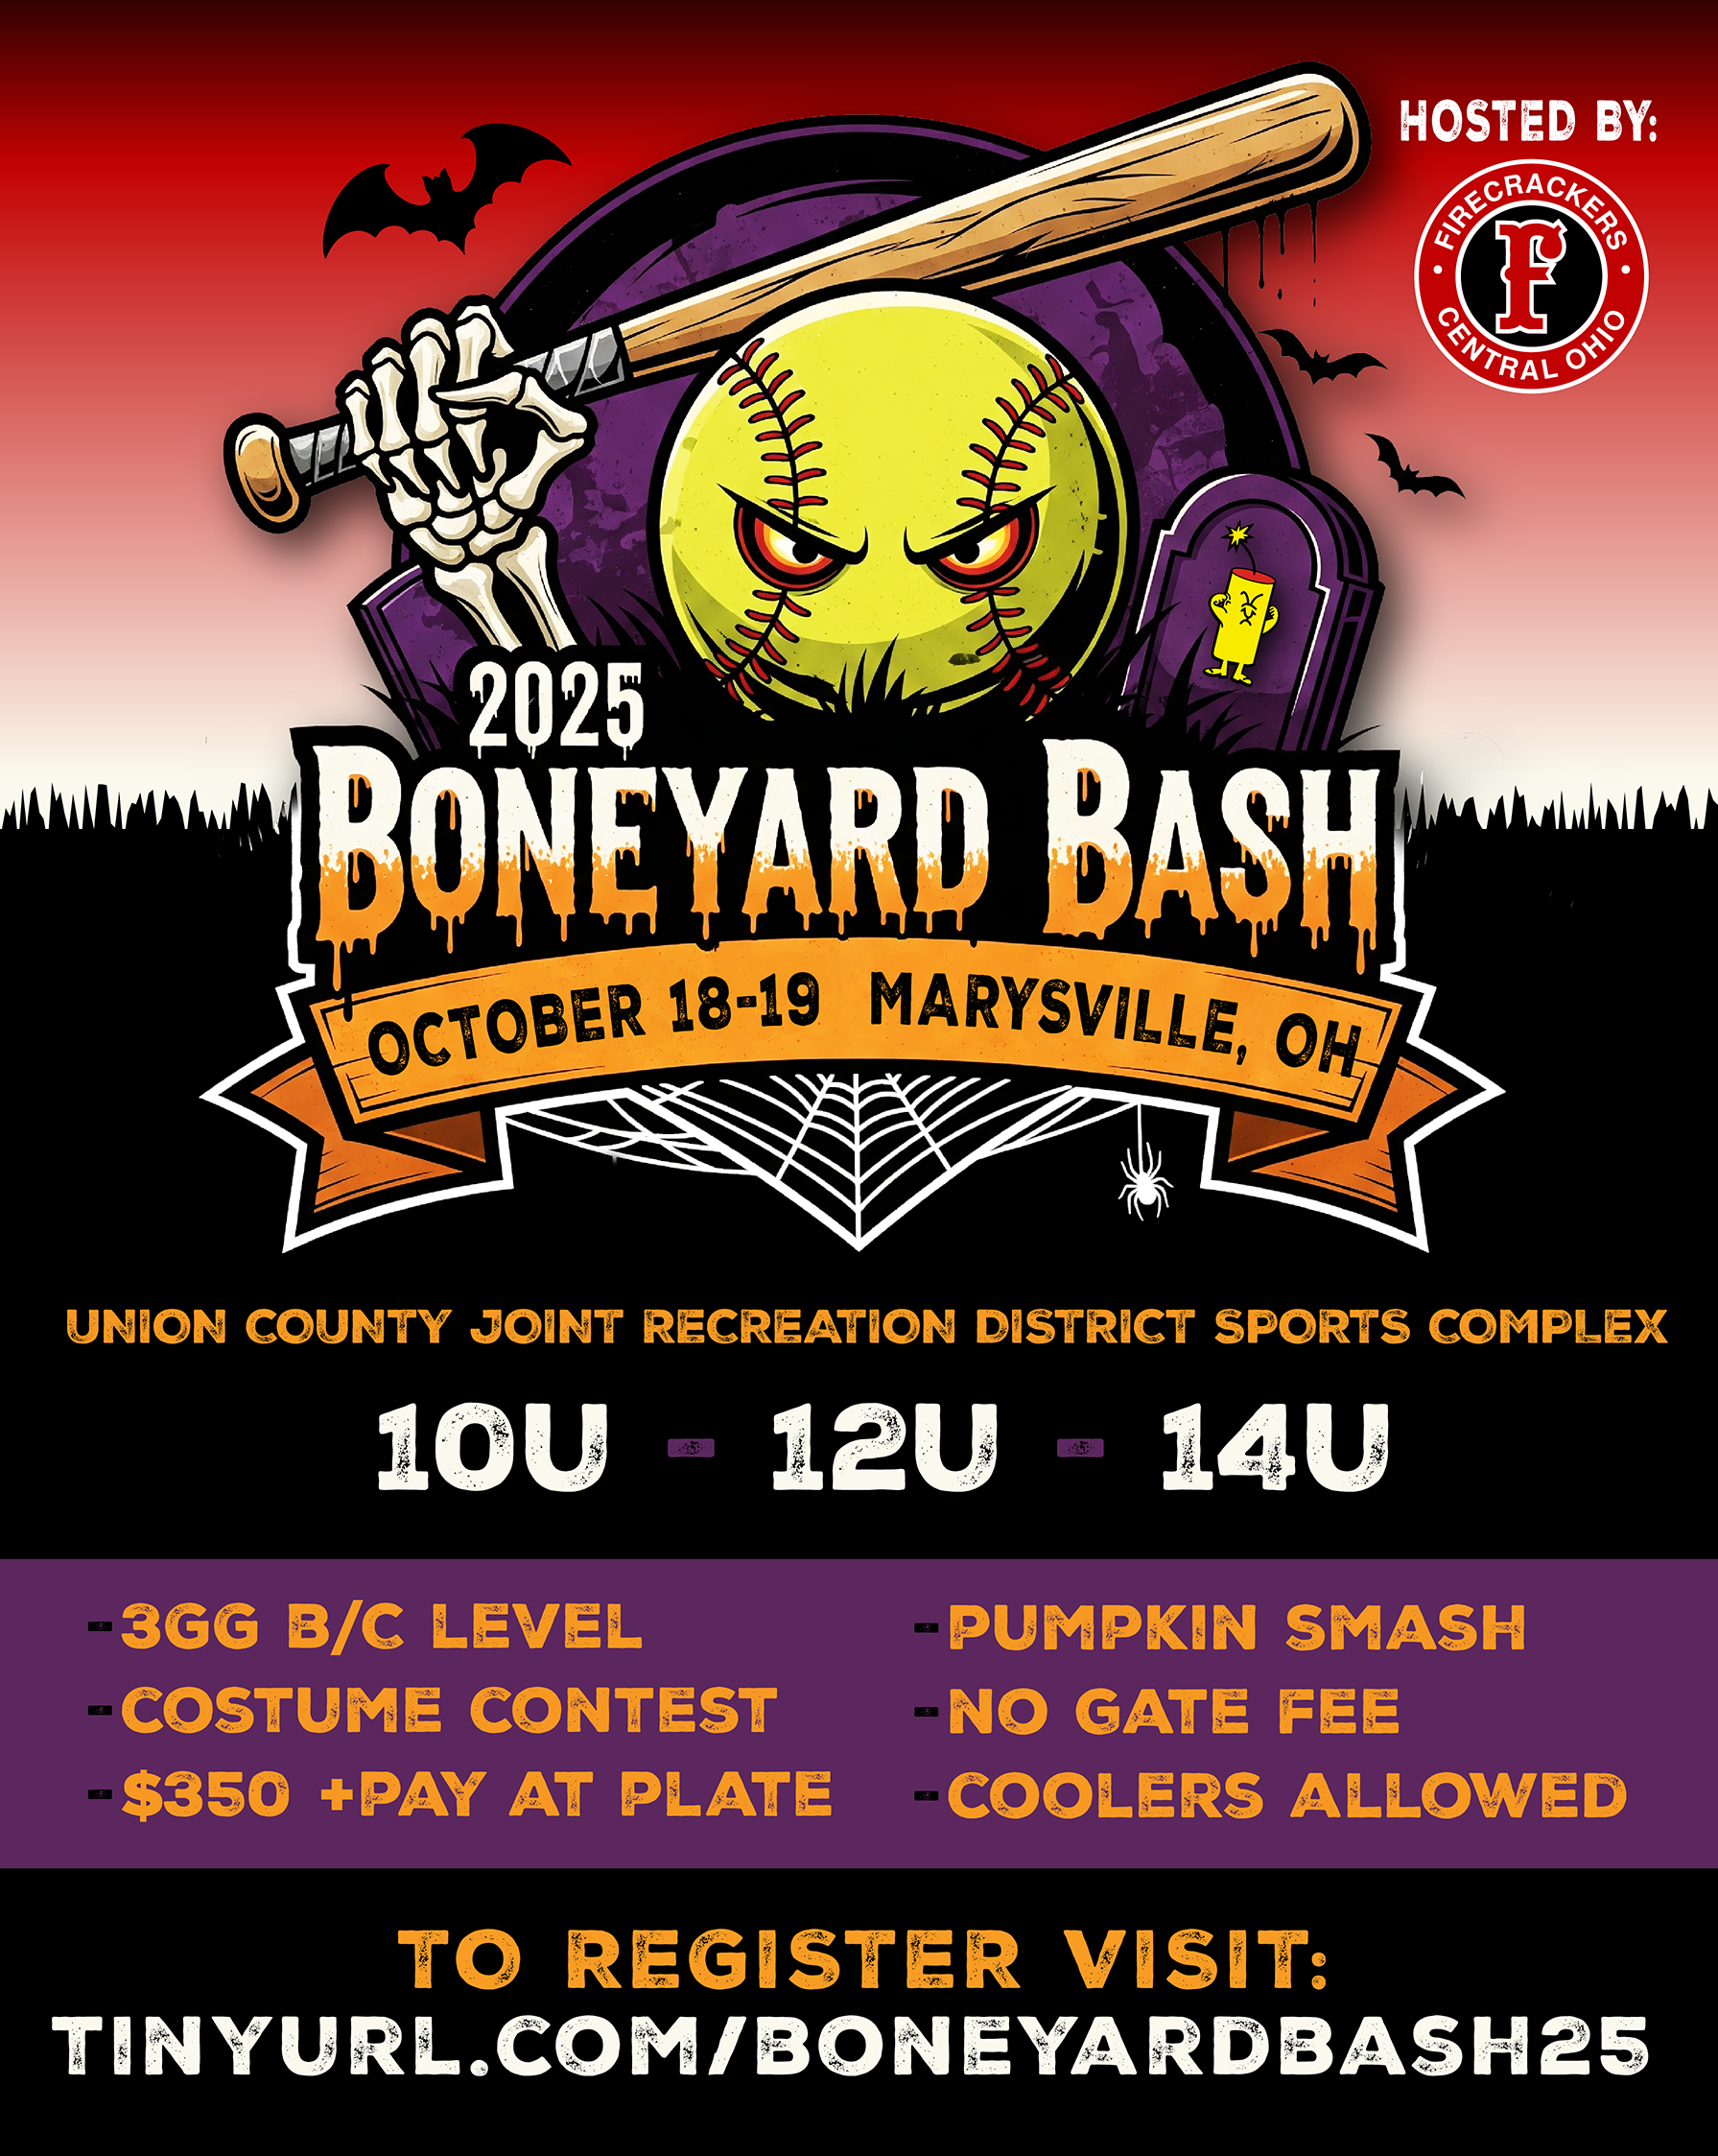 HOSTED BY:
FIRECRACKERS
F
CENTRAL OHIO
2025
BONEYARD BASH
OCTOBER 18-19 MARYSVILLE, OH
UNION COUNTY JOINT RECREATION DISTRICT SPORTS COMPLEX
10U - 12U - 14U
-3GG B/C LEVEL
-COSTUME CONTEST
-$350 +PAY AT PLATE
-PUMPKIN SMASH
-NO GATE FEE
-COOLERS ALLOWED
TO REGISTER VISIT:
TINYURL.COM/BONEYARDBASH25